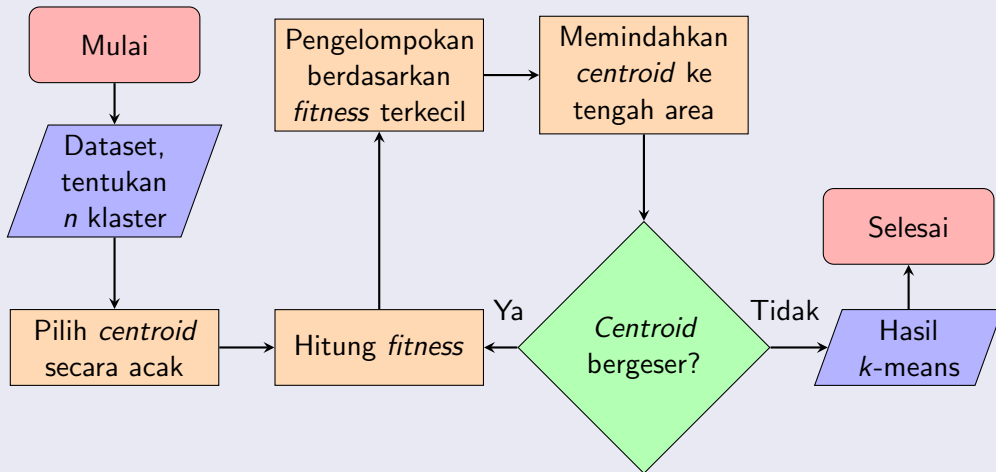 Mulai
Dataset,
tentukan
n klaster
Pilih centroid
secara acak
Hitung fitness
Pengelompokan
berdasarkan
fitness terkecil
Memindahkan
centroid ke
tengah area
Centroid
bergeser?
Ya
Tidak
Hasil
k-means
Selesai